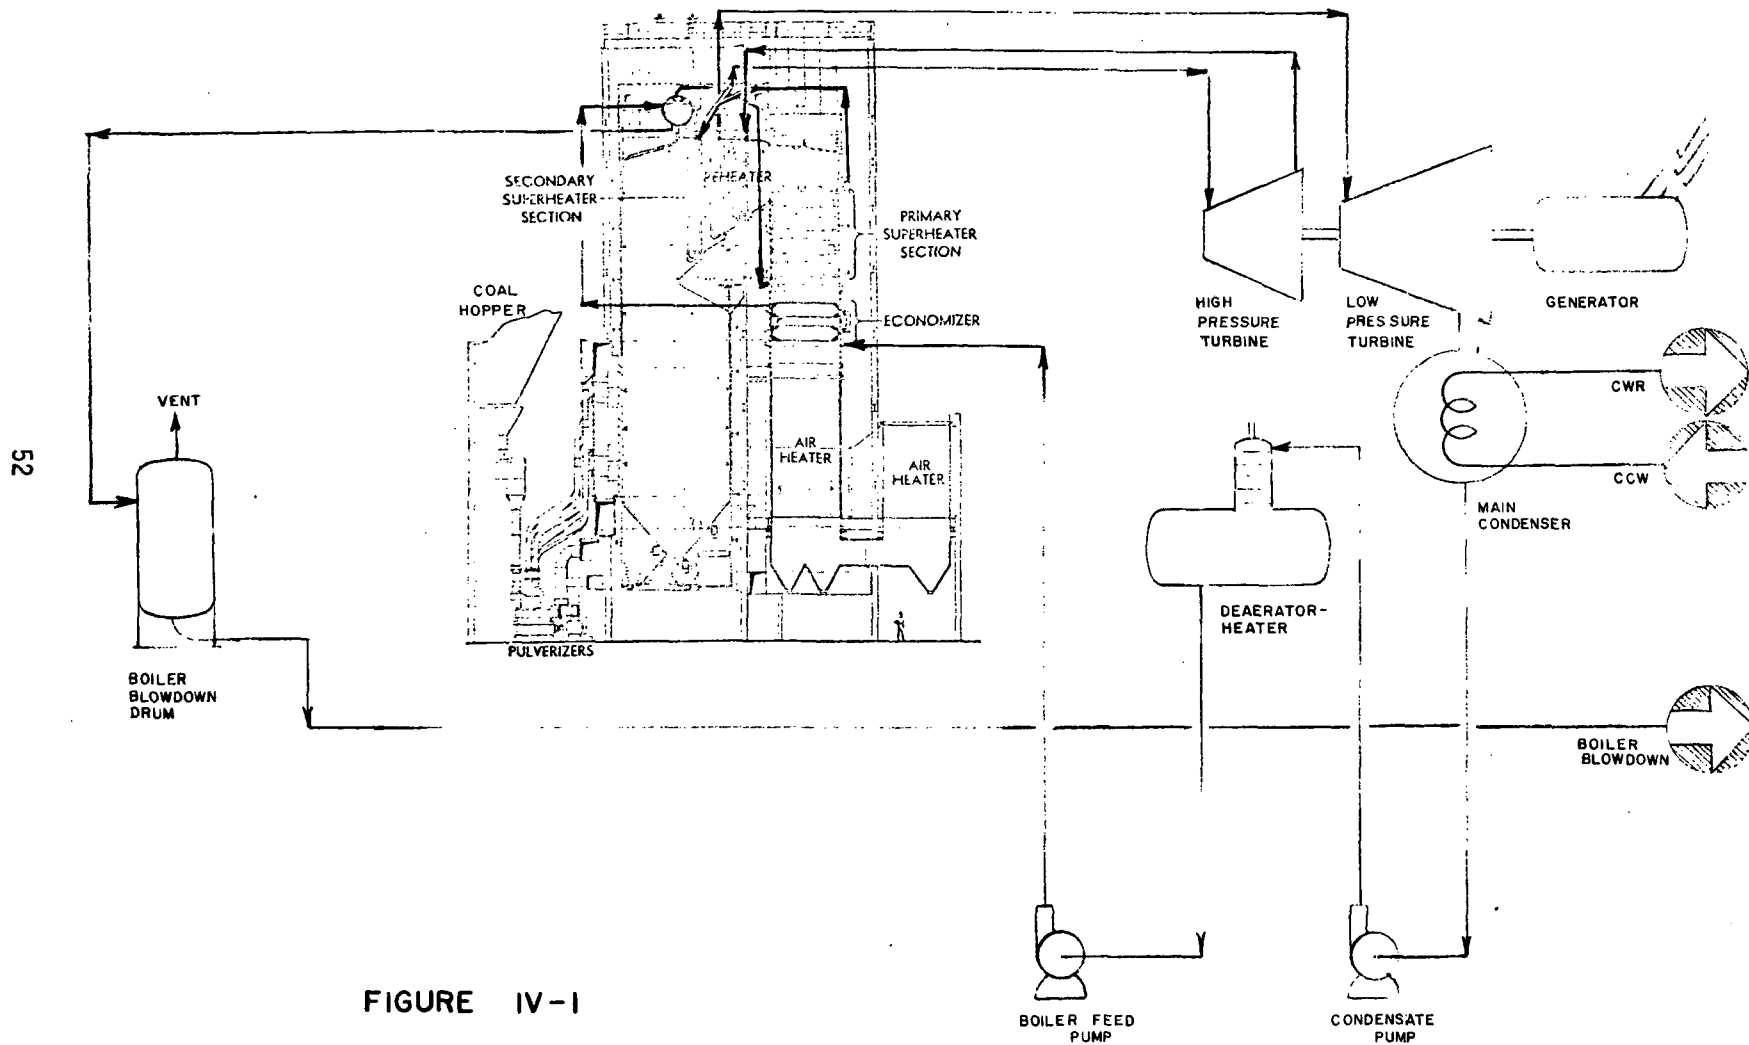 SECONDARY
SUPERHEATER
SECTION
REHEATER
PRIMARY
SUPERHEATER
SECTION
COAL
HOPPER
ECONOMIZER
HIGH
PRESSURE
TURBINE
LOW
PRESSURE
TURBINE
GENERATOR
VENT
CWR
CCW
AIR
HEATER
AIR
HEATER
MAIN
CONDENSER
52
DEAERATOR-
HEATER
PULVERIZERS
BOILER
BLOWDOWN
DRUM
BOILER
BLOWDOWN
FIGURE IV-1
BOILER FEED
PUMP
CONDENSATE
PUMP